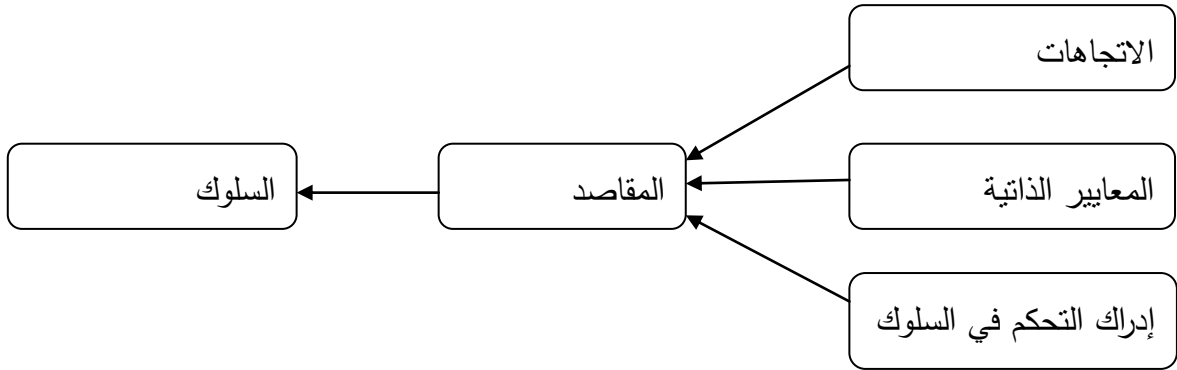 الاتجاهات
المعايير الذاتية
المقاصد
السلوك
إدراك التحكم في السلوك